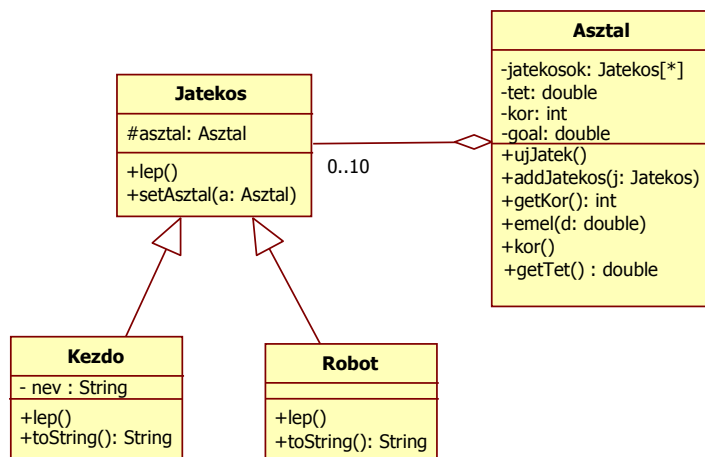 Asztal
-jatekosok: Jatekos[*]
-tet: double
-kor: int
-goal: double
+ujJatek()
+addJatekos(j: Jatekos)
+getKor(): int
+emel(d: double)
+kor()
+getTet() : double
Jatekos
#asztal: Asztal
+lep()
+setAsztal(a: Asztal)
0..10
Kezdo
- nev : String
+lep()
+toString(): String
Robot
+lep()
+toString(): String